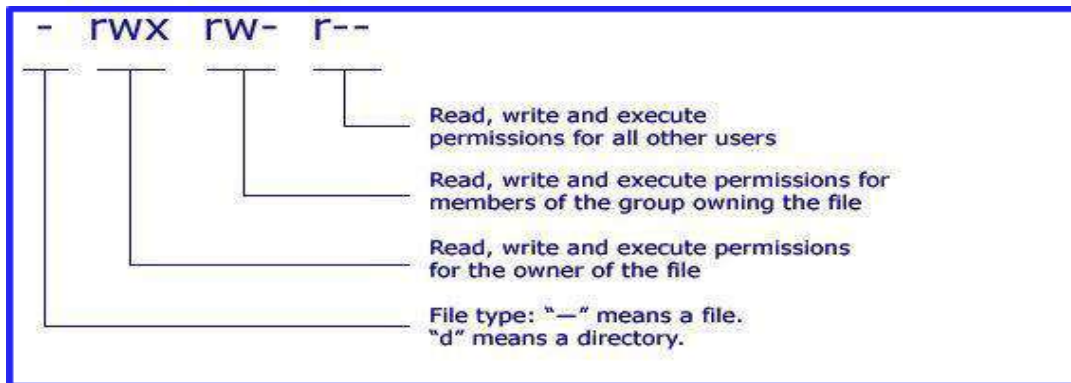 - rwx rw- r--
Read, write and execute
permissions for all other users
Read, write and execute permissions for
members of the group owning the file
Read, write and execute permissions
for the owner of the file
File type: “—” means a file.
“d” means a directory.